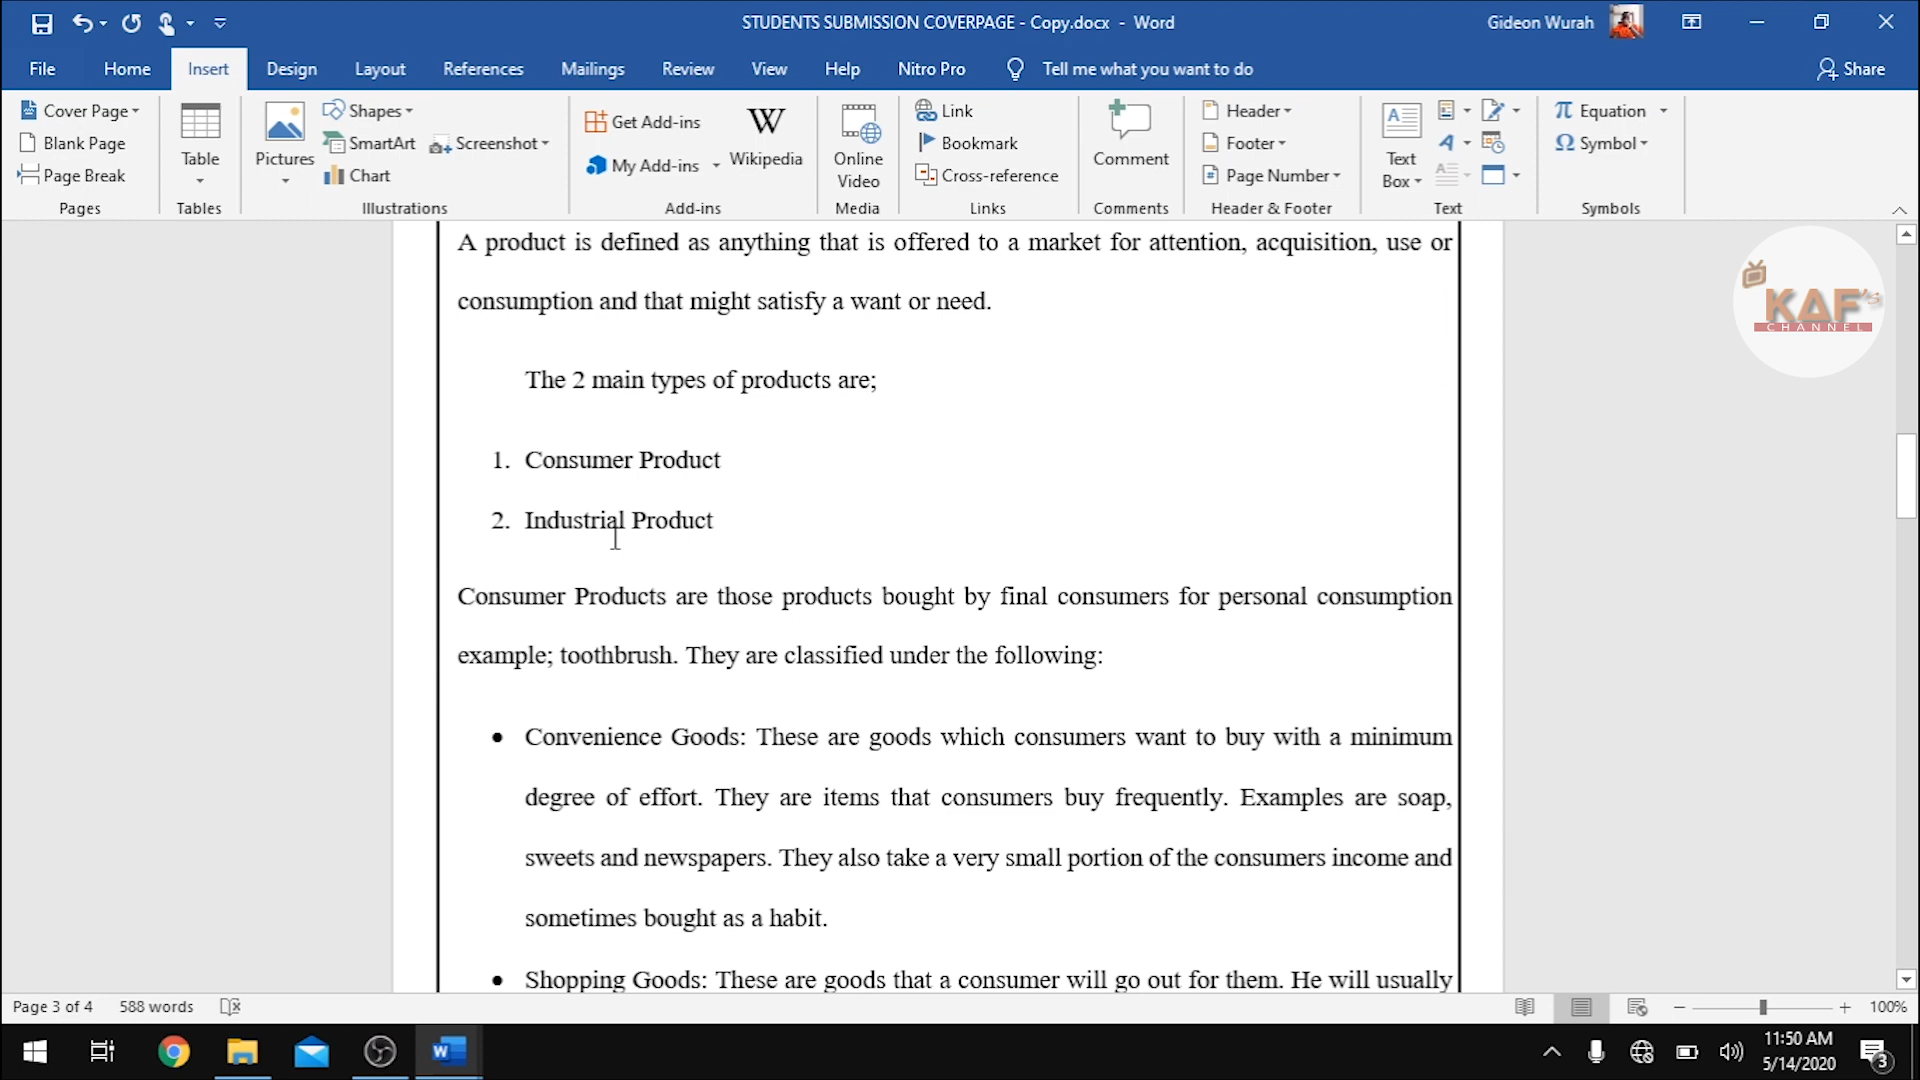 STUDENTS SUBMISSION COVERPAGE - Copy.docx - Word
Gideon Wurah
File Home Insert Design Layout References Mailings Review View Help Nitro Pro Tell me what you want to do Share
Cover Page
Blank Page
Page Break
Pages
Table
Tables
Pictures
Shapes
SmartArt
Chart
Screenshot
Illustrations
Get Add-ins
My Add-ins
W
Wikipedia
Add-ins
Online
Video
Media
Link
Bookmark
Cross-reference
Links
Comment
Comments
Header
Footer
Page Number
Header & Footer
Text
Box
Text
π Equation
Ω Symbol
Symbols
A product is defined as anything that is offered to a market for attention, acquisition, use or
consumption and that might satisfy a want or need.
The 2 main types of products are;
1. Consumer Product
2. Industrial Product
Consumer Products are those products bought by final consumers for personal consumption
example; toothbrush. They are classified under the following:
• Convenience Goods: These are goods which consumers want to buy with a minimum
degree of effort. They are items that consumers buy frequently. Examples are soap,
sweets and newspapers. They also take a very small portion of the consumers income and
sometimes bought as a habit.
• Shopping Goods: These are goods that a consumer will go out for them. He will usually
KAF's
CHANNEL
Page 3 of 4 588 words
100%
11:50 AM
5/14/2020
3